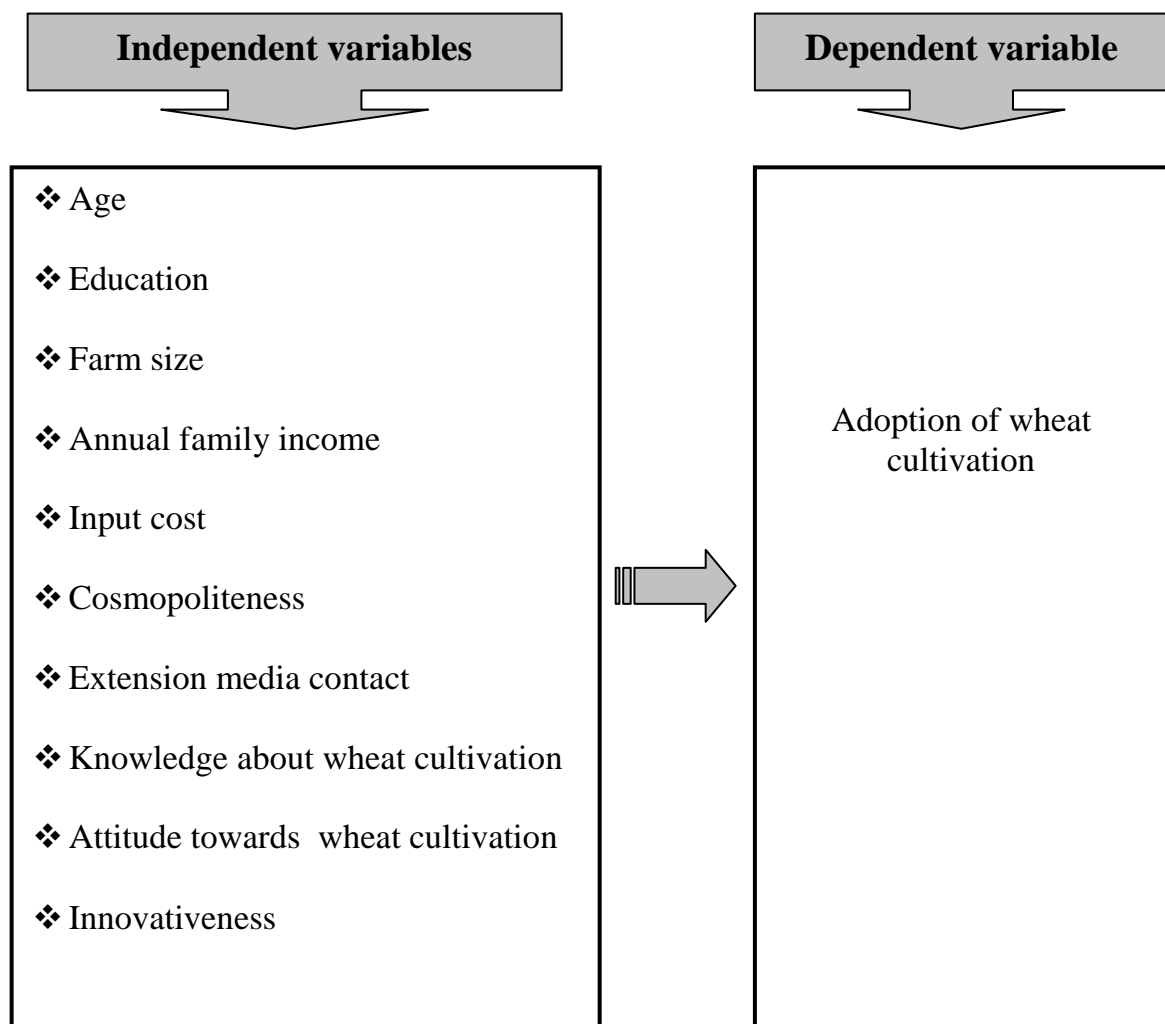 Independent variables
Dependent variable
❖ Age
❖ Education
❖ Farm size
❖ Annual family income
❖ Input cost
❖ Cosmopoliteness
❖ Extension media contact
❖ Knowledge about wheat cultivation
❖ Attitude towards  wheat cultivation
❖ Innovativeness
Adoption of wheat
cultivation